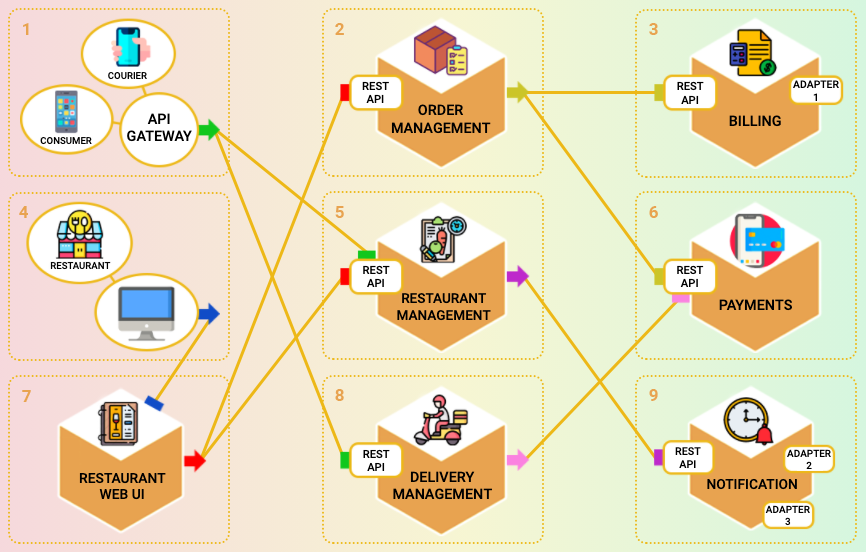 1
COURIER
CONSUMER
API
GATEWAY
2
REST
API
ORDER
MANAGEMENT
3
REST
API
ADAPTER
1
BILLING
4
RESTAURANT
5
REST
API
RESTAURANT
MANAGEMENT
6
REST
API
PAYMENTS
7
RESTAURANT
WEB UI
8
REST
API
DELIVERY
MANAGEMENT
9
REST
API
ADAPTER
2
NOTIFICATION
ADAPTER
3